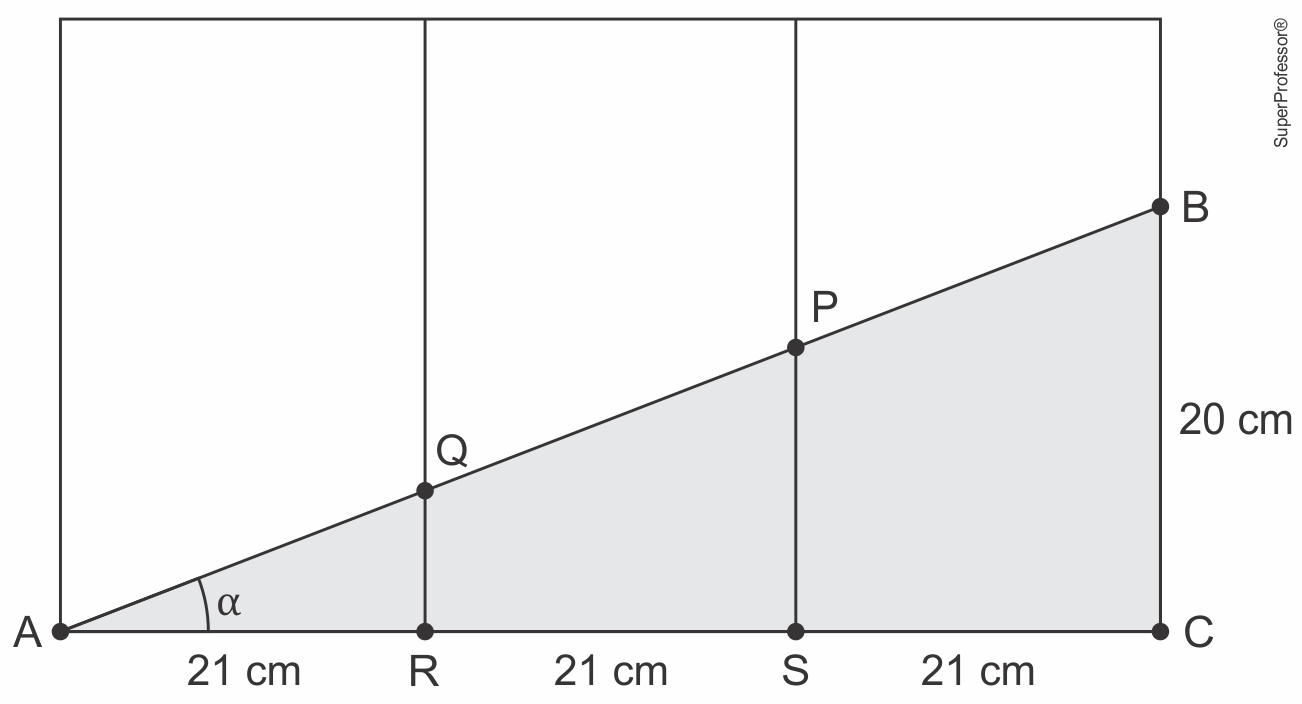 SuperProfessor®
B
P
20 cm
Q
α
A
C
21 cm
R
21 cm
S
21 cm